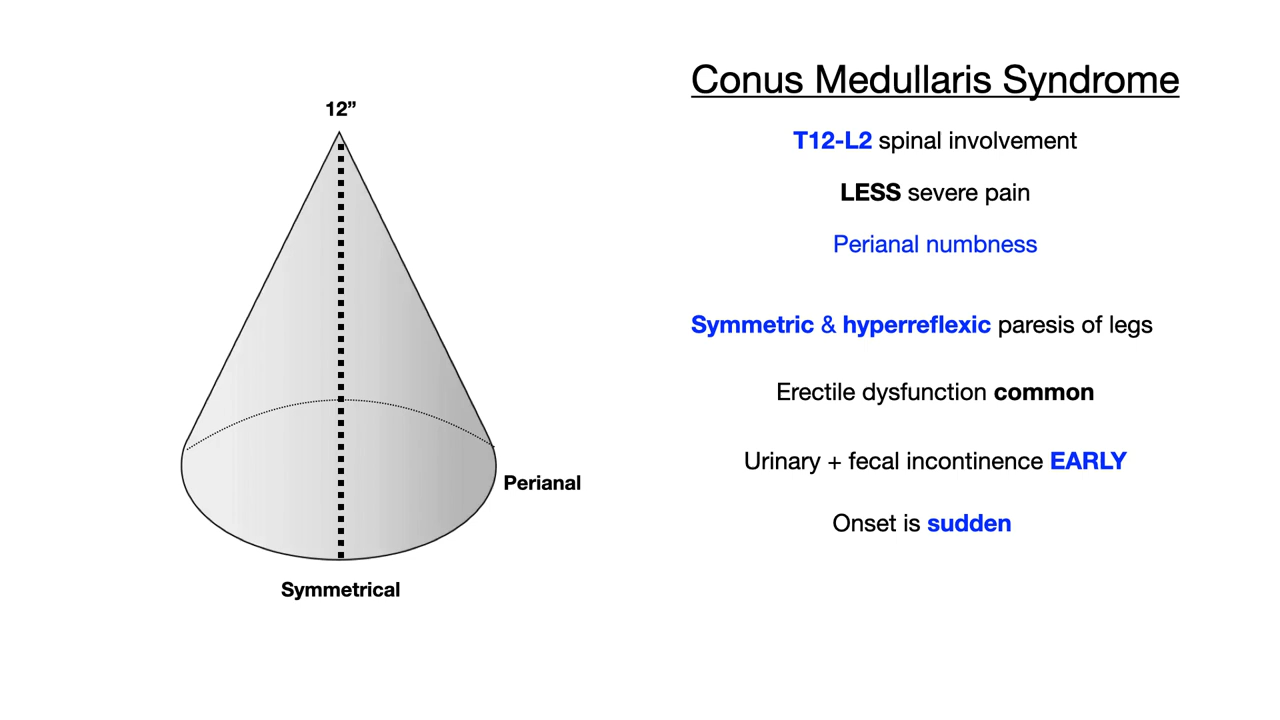 12”
Perianal
Symmetrical
Conus Medullaris Syndrome
T12-L2 spinal involvement
LESS severe pain
Perianal numbness
Symmetric & hyperreflexic paresis of legs
Erectile dysfunction common
Urinary + fecal incontinence EARLY
Onset is sudden